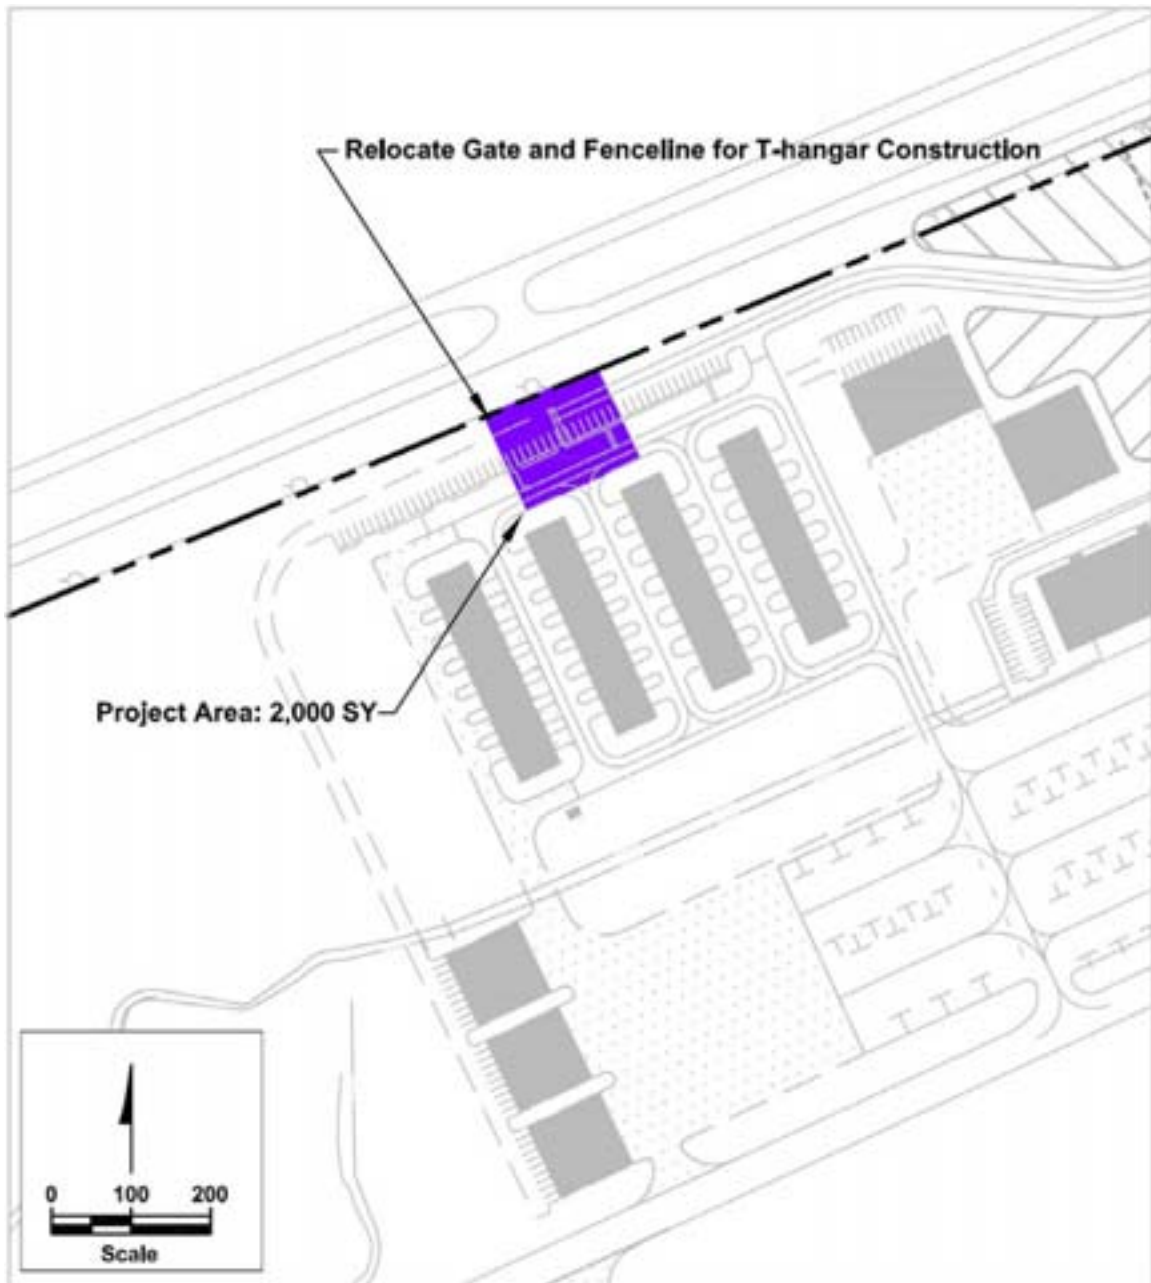 Relocate Gate and Fenceline for T-hangar Construction
Project Area: 2,000 SY
0 100 200
Scale